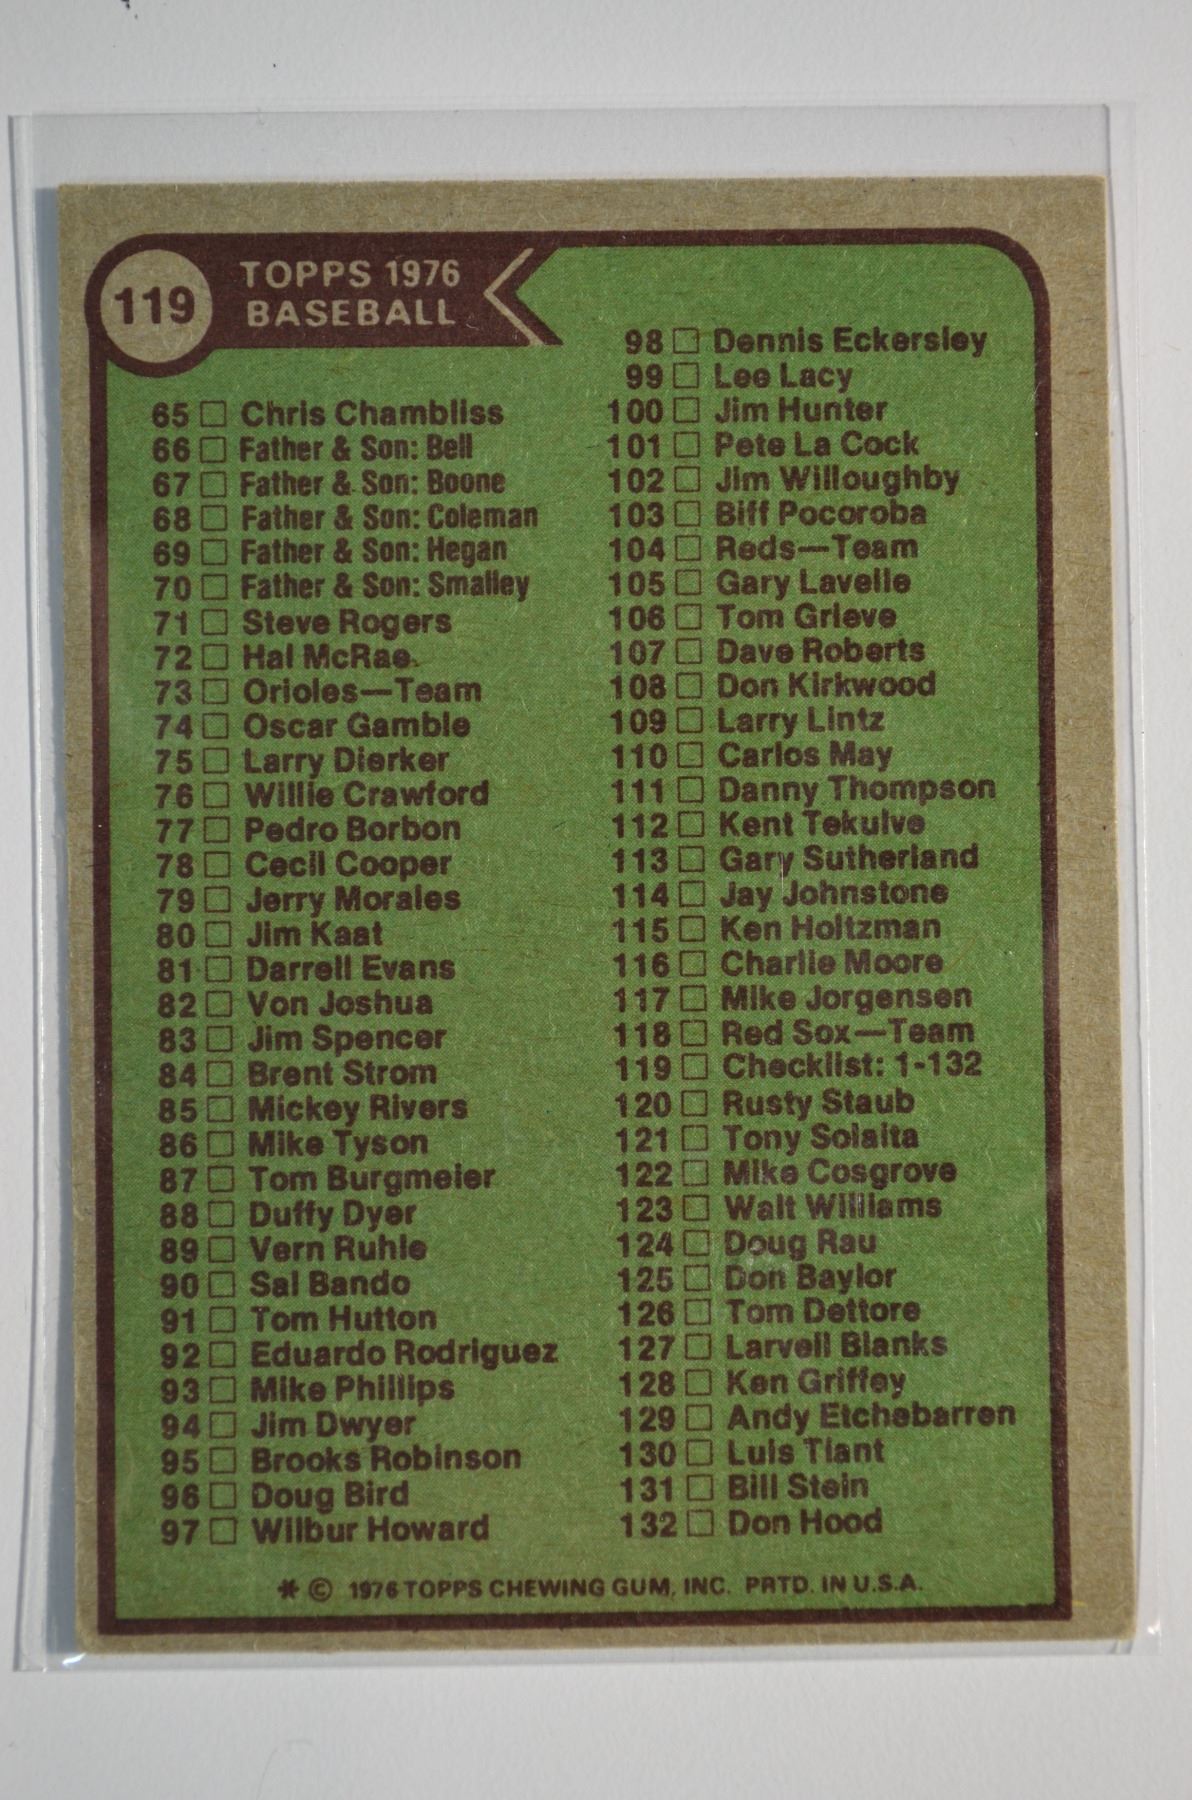 119
TOPPS 1976
BASEBALL
65 Chris Chambliss
66 Father & Son: Bell
67 Father & Son: Boone
68 Father & Son: Coleman
69 Father & Son: Hegan
70 Father & Son: Smalley
71 Steve Rogers
72 Hal McRae
73 Orioles—Team
74 Oscar Gamble
75 Larry Dierker
76 Willie Crawford
77 Pedro Borbon
78 Cecil Cooper
79 Jerry Morales
80 Jim Kaat
81 Darrell Evans
82 Von Joshua
83 Jim Spencer
84 Brent Strom
85 Mickey Rivers
86 Mike Tyson
87 Tom Burgmeier
88 Duffy Dyer
89 Vern Ruhle
90 Sal Bando
91 Tom Hutton
92 Eduardo Rodriguez
93 Mike Phillips
94 Jim Dwyer
95 Brooks Robinson
96 Doug Bird
97 Wilbur Howard
98 Dennis Eckersley
99 Lee Lacy
100 Jim Hunter
101 Pete La Cock
102 Jim Willoughby
103 Biff Pocoroba
104 Reds—Team
105 Gary Lavelle
106 Tom Grieve
107 Dave Roberts
108 Don Kirkwood
109 Larry Lintz
110 Carlos May
111 Danny Thompson
112 Kent Tekulve
113 Gary Sutherland
114 Jay Johnstone
115 Ken Holtzman
116 Charlie Moore
117 Mike Jorgensen
118 Red Sox—Team
119 Checklist: 1-132
120 Rusty Staub
121 Tony Solaita
122 Mike Cosgrove
123 Walt Williams
124 Doug Rau
125 Don Baylor
126 Tom Dettore
127 Larvell Blanks
128 Ken Griffey
129 Andy Etchebarren
130 Luis Tiant
131 Bill Stein
132 Don Hood
* © 1976 TOPPS CHEWING GUM, INC. PRTD. IN U.S.A.